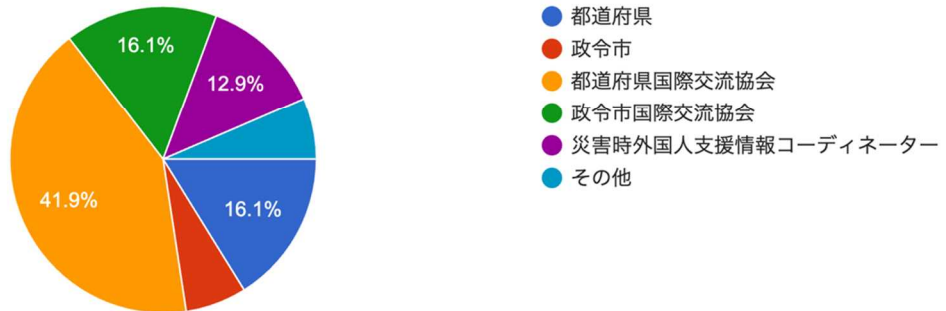 16.1%
12.9%
41.9%
16.1%
都道府県
政令市
都道府県国際交流協会
政令市国際交流協会
災害時外国人支援情報コーディネーター
その他